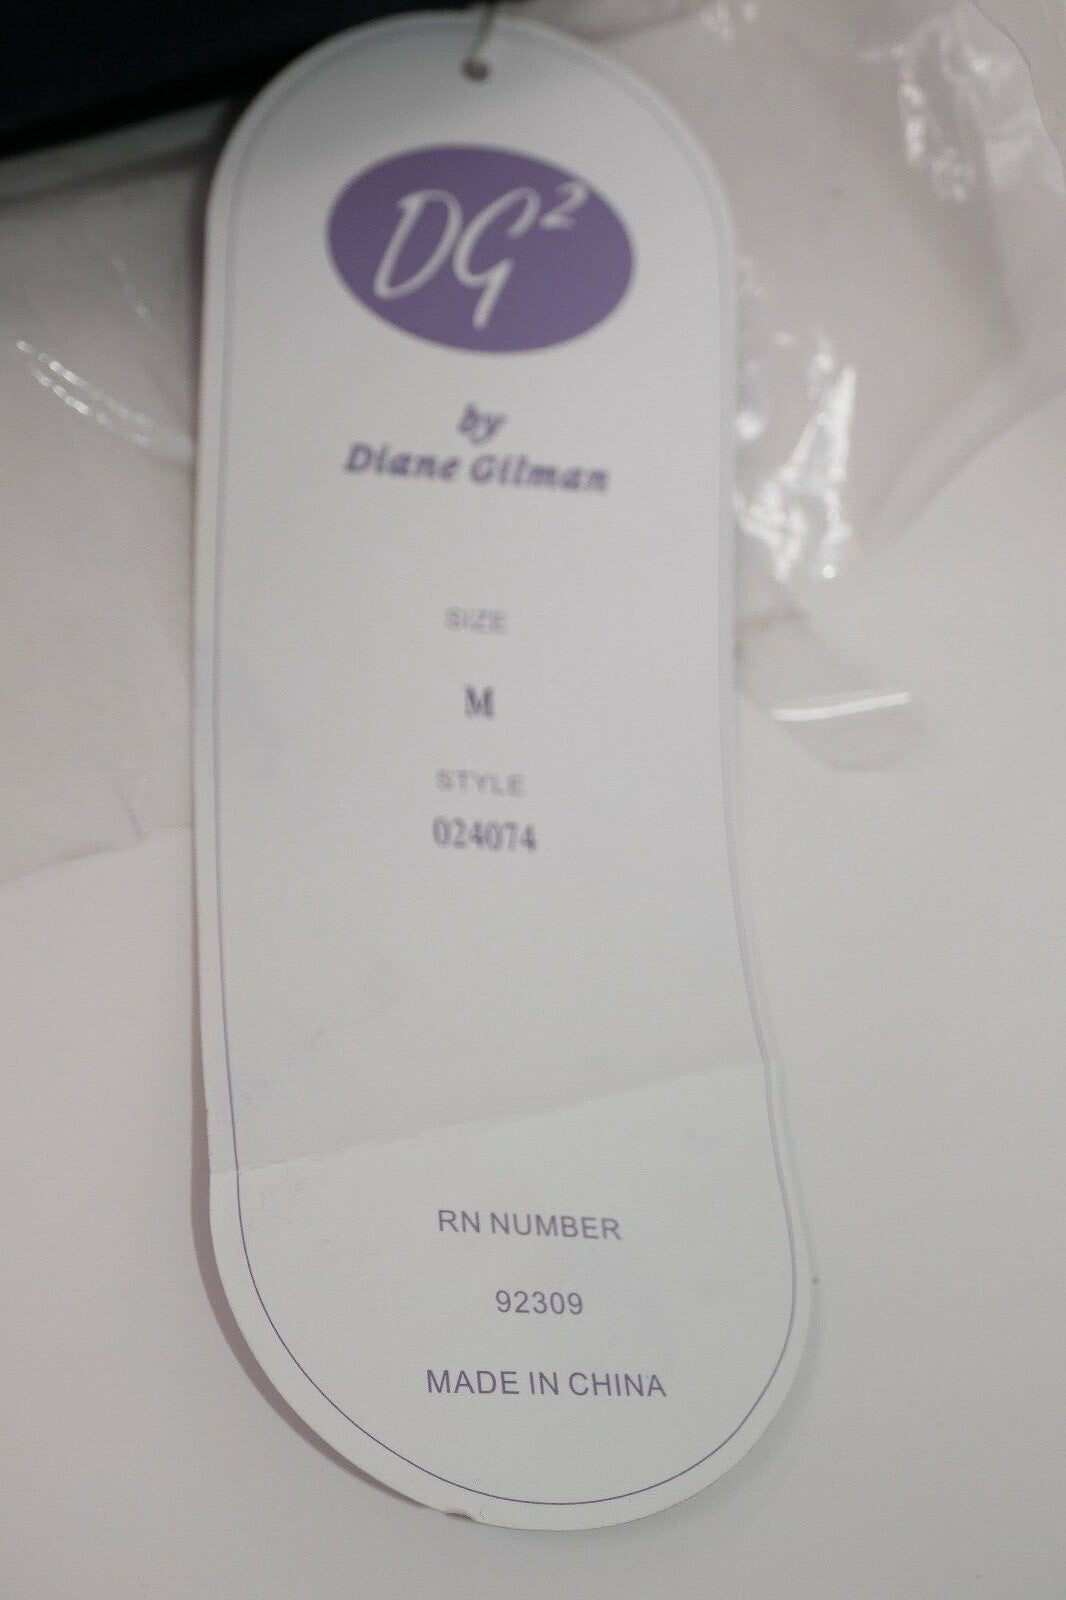 DG²
by
Diane Gilman
SIZE
M
STYLE
024074
RN NUMBER
92309
MADE IN CHINA